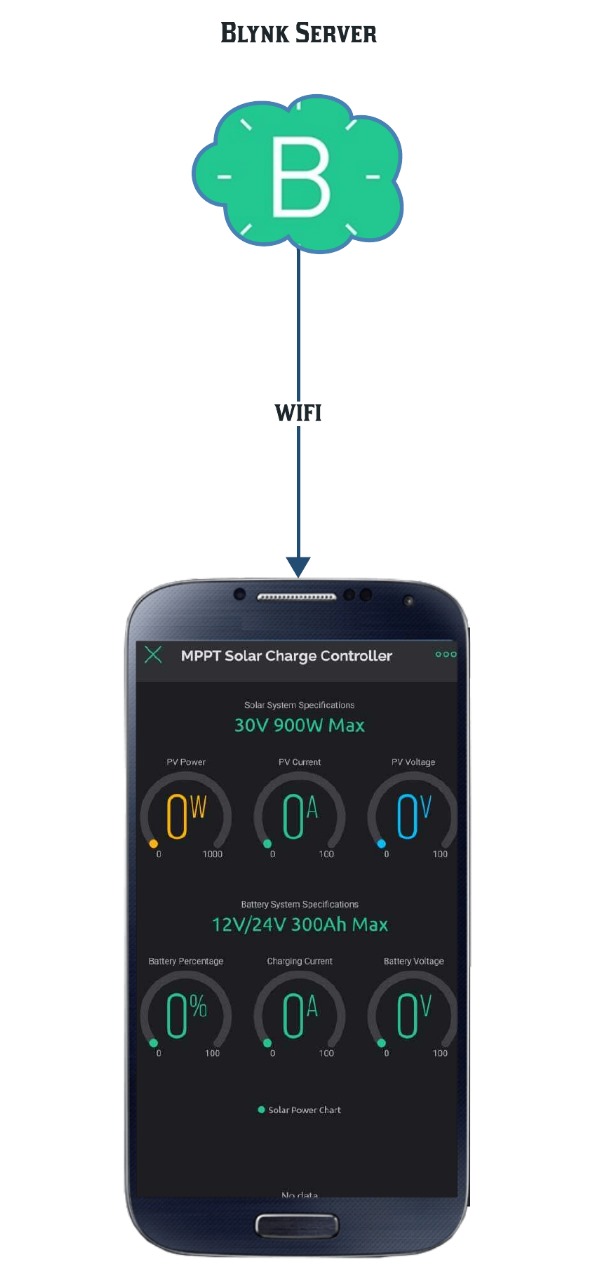 BLYNK SERVER
B
WIFI
MPPT Solar Charge Controller
Solar System Specifications
30V 900W Max
PV Power PV Current PV Voltage
0W 0A 0V
0 1000 0 100 0 100
Battery System Specifications
12V/24V 300Ah Max
Battery Percentage Charging Current Battery Voltage
0% 0A 0V
0 100 0 100 0 100
Solar Power Chart
No data